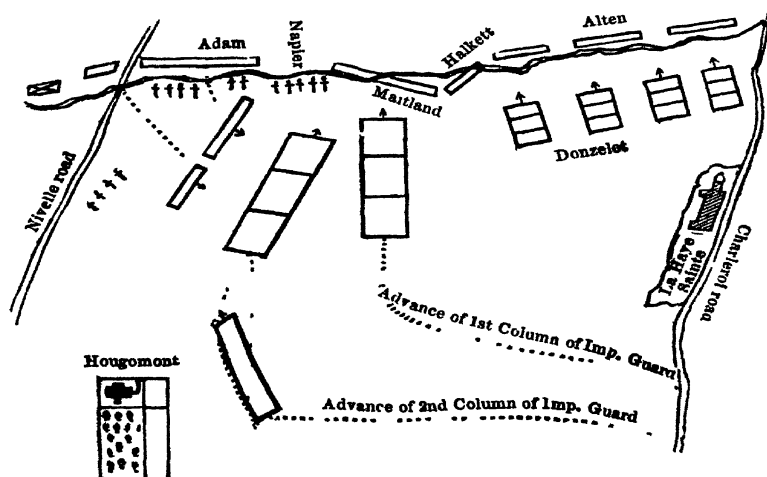 Adam
Napier
Alten
Halkett
Maitland
Donzelot
Nivelle road
La Haye
Sainte
Charleroi road
Advance of 1st Column of Imp. Guard
Hougomont
Advance of 2nd Column of Imp. Guard